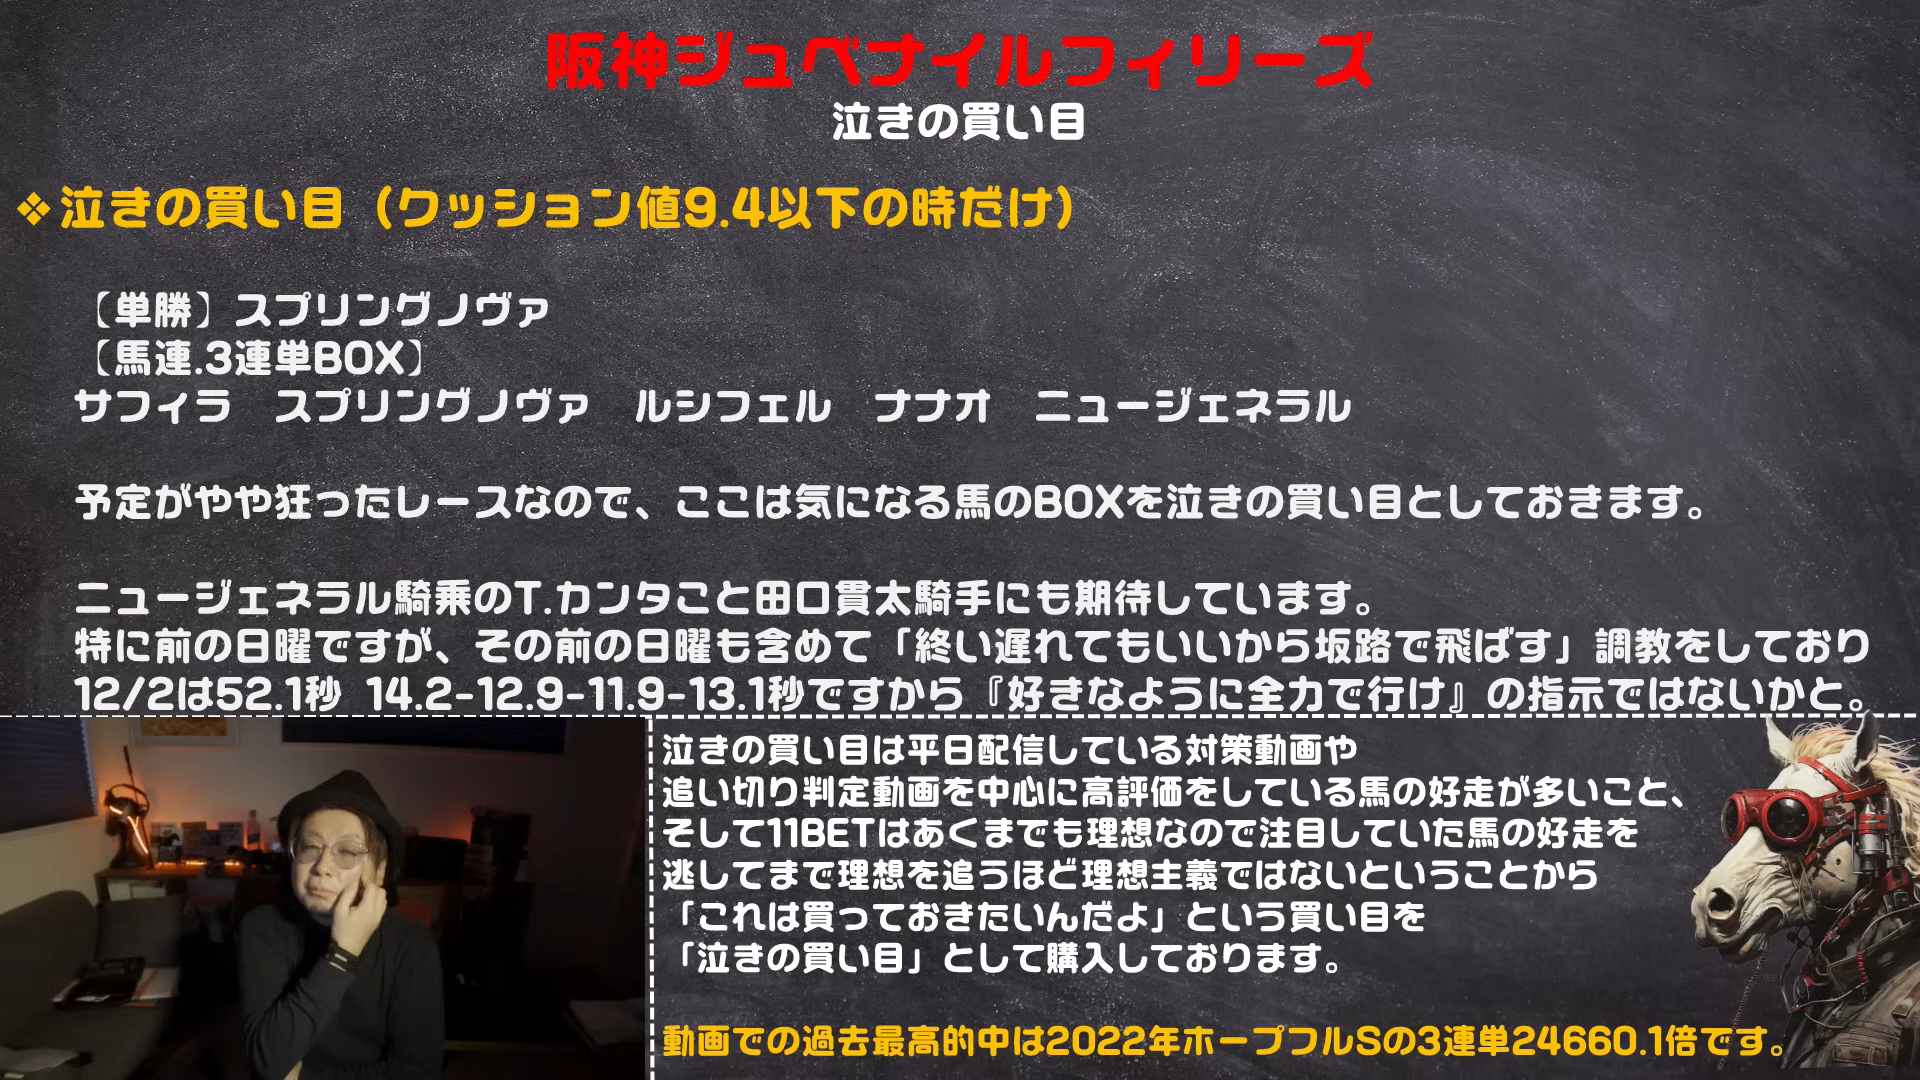 阪神ジュベナイルフィリーズ
泣きの買い目
❖泣きの買い目（クッション値9.4以下の時だけ）
【単勝】スプリングノヴァ
【馬連.3連単BOX】
サフィラ　スプリングノヴァ　ルシフェル　ナナオ　ニュージェネラル
予定がやや狂ったレースなので、ここは気になる馬のBOXを泣きの買い目としておきます。
ニュージェネラル騎乗のT.カンタこと田口貫太騎手にも期待しています。
特に前の日曜ですが、その前の日曜も含めて「終い遅れてもいいから坂路で飛ばす」調教をしており
12/2は52.1秒 14.2-12.9-11.9-13.1秒ですから『好きなように全力で行け』の指示ではないかと。
泣きの買い目は平日配信している対策動画や
追い切り判定動画を中心に高評価をしている馬の好走が多いこと、
そして11BETはあくまでも理想なので注目していた馬の好走を
逃してまで理想を追うほど理想主義ではないということから
「これは買っておきたいんだよ」という買い目を
「泣きの買い目」として購入しております。
動画での過去最高的中は2022年ホープフルSの3連単24660.1倍です。